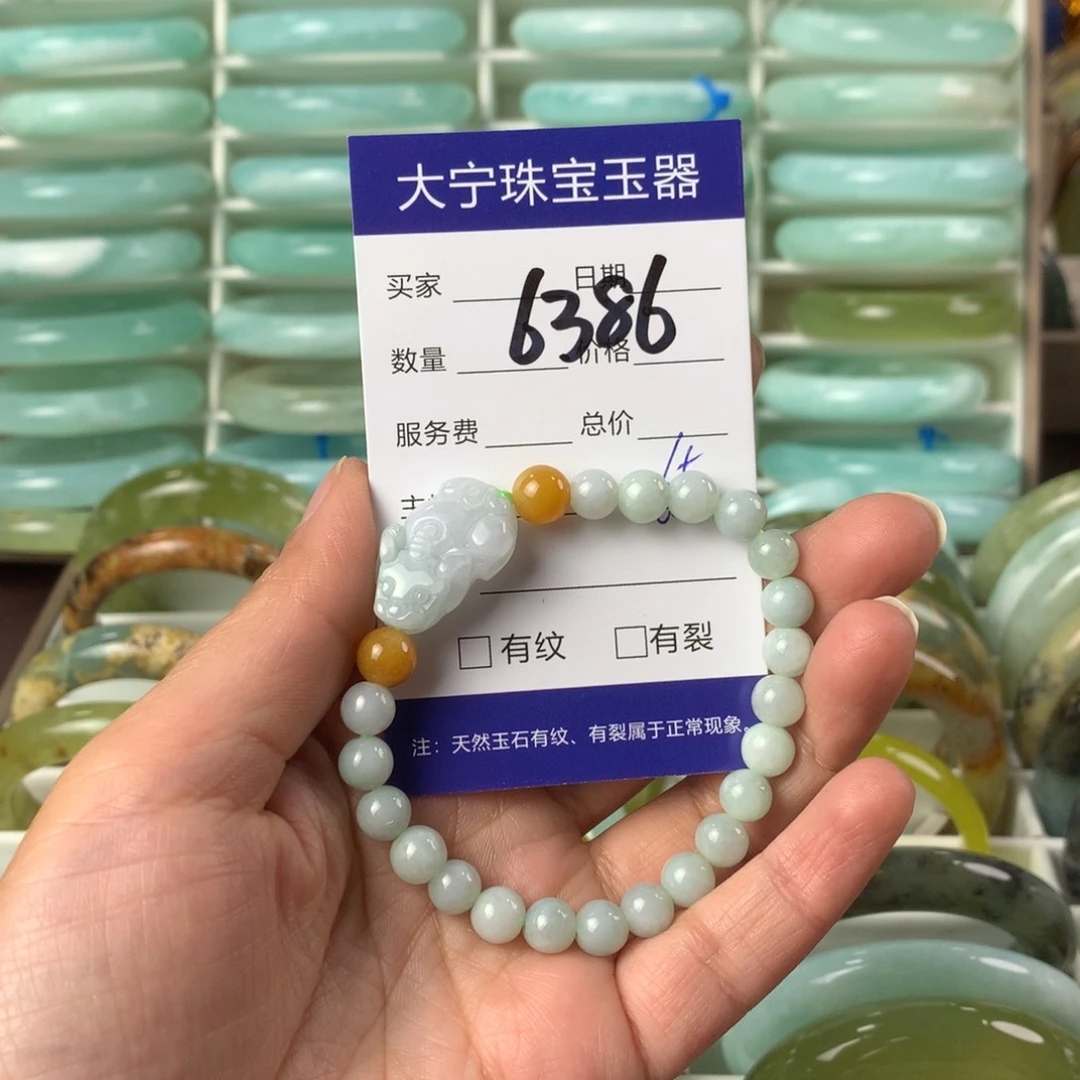 大宁珠宝玉器
买家 日期
6386
数量 价格
服务费 总价
有纹 有裂
注：天然玉石有纹、有裂属于正常现象。